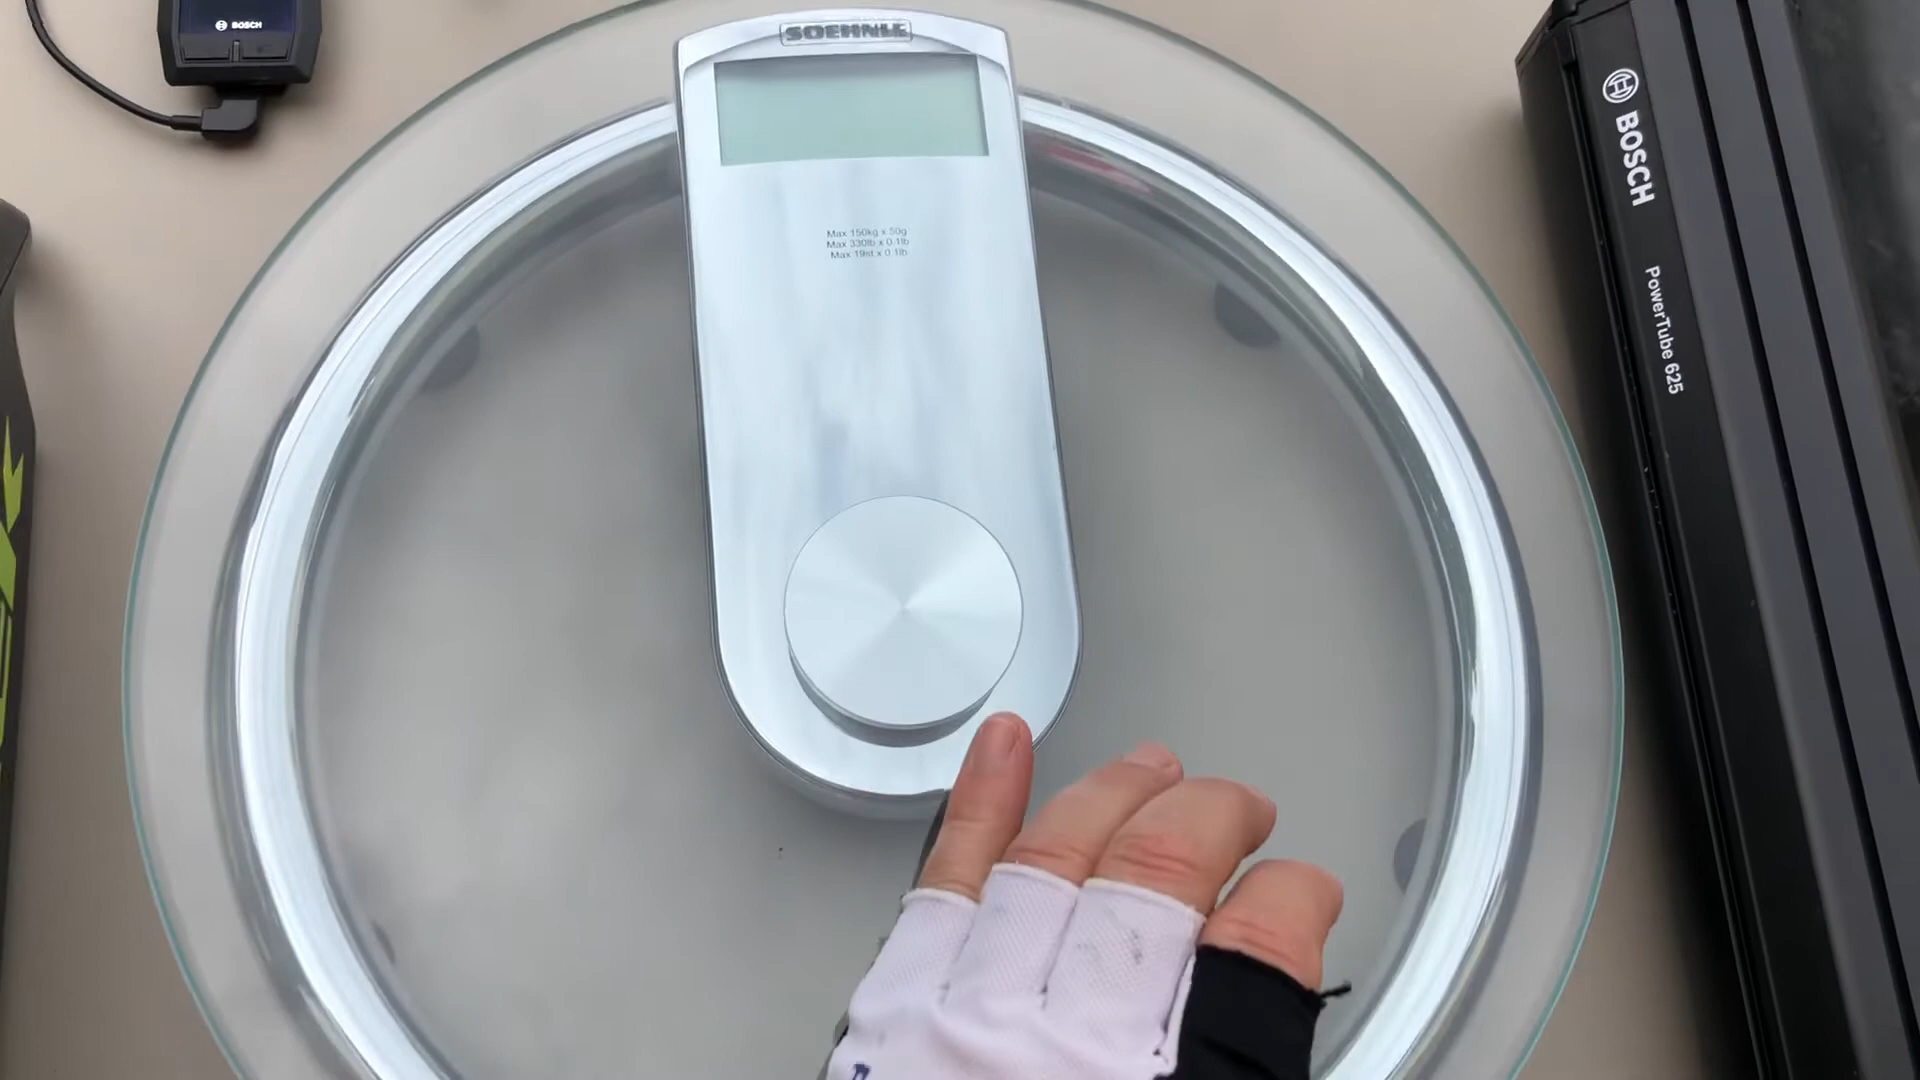 BOSCH
SOEHNLE
Max 150kg x 50g
Max 330lb x 0.1lb
Max 19st x 0.1lb
BOSCH
PowerTube 625